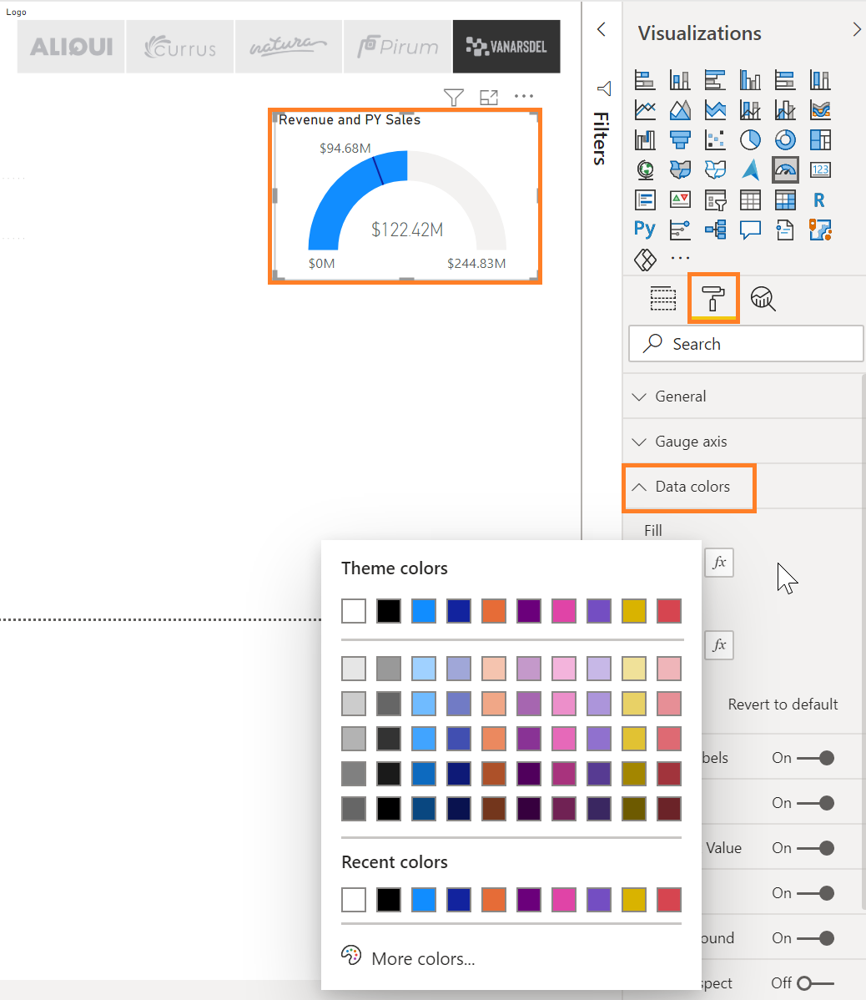 Logo
ALIQUI
Currus
natura
Pirum
VANARSDEL
Revenue and PY Sales
$94.68M
$122.42M
$0M
$244.83M
Filters
Visualizations
123
R
Py
Search
General
Gauge axis
Data colors
Fill
fx
fx
Revert to default
bels On
On
Value On
On
ound On
spect Off
Theme colors
Recent colors
More colors...